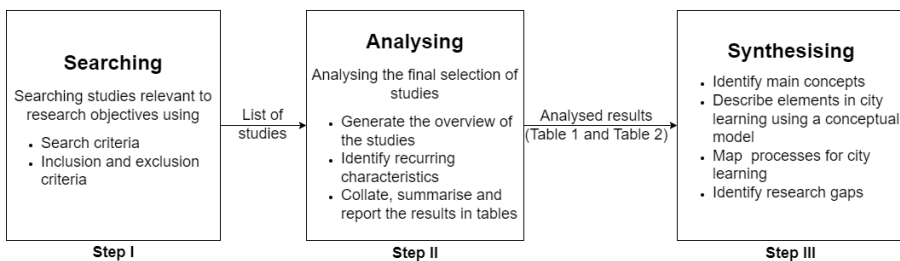 Searching
Searching studies relevant to
research objectives using
• Search criteria
• Inclusion and exclusion
criteria
Step I
List of
studies
Analysing
Analysing the final selection of
studies
• Generate the overview of
the studies
• Identify recurring
characteristics
• Collate, summarise and
report the results in tables
Step II
Analysed results
(Table 1 and Table 2)
Synthesising
• Identify main concepts
• Describe elements in city
learning using a conceptual
model
• Map processes for city
learning
• Identify research gaps
Step III